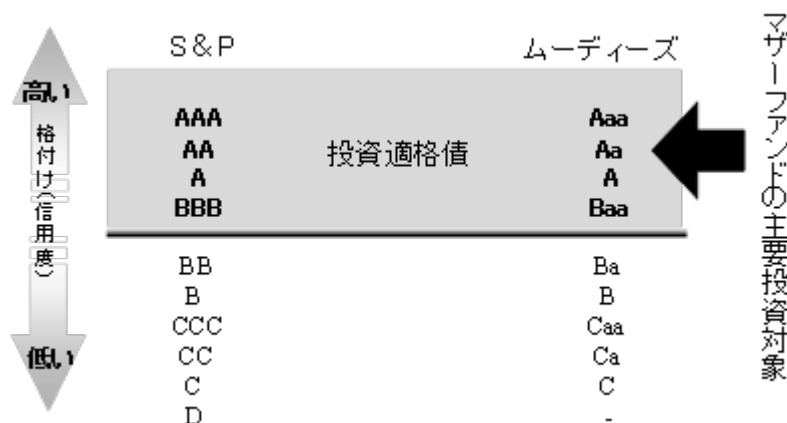 S&P ムーディーズ
高い
AAA Aaa
AA 投資適格債 Aa
A A
BBB Baa
格付け(信用度)
BB Ba
B B
CCC Caa
CC Ca
低い
C C
D -
マザーファンドの主要投資対象